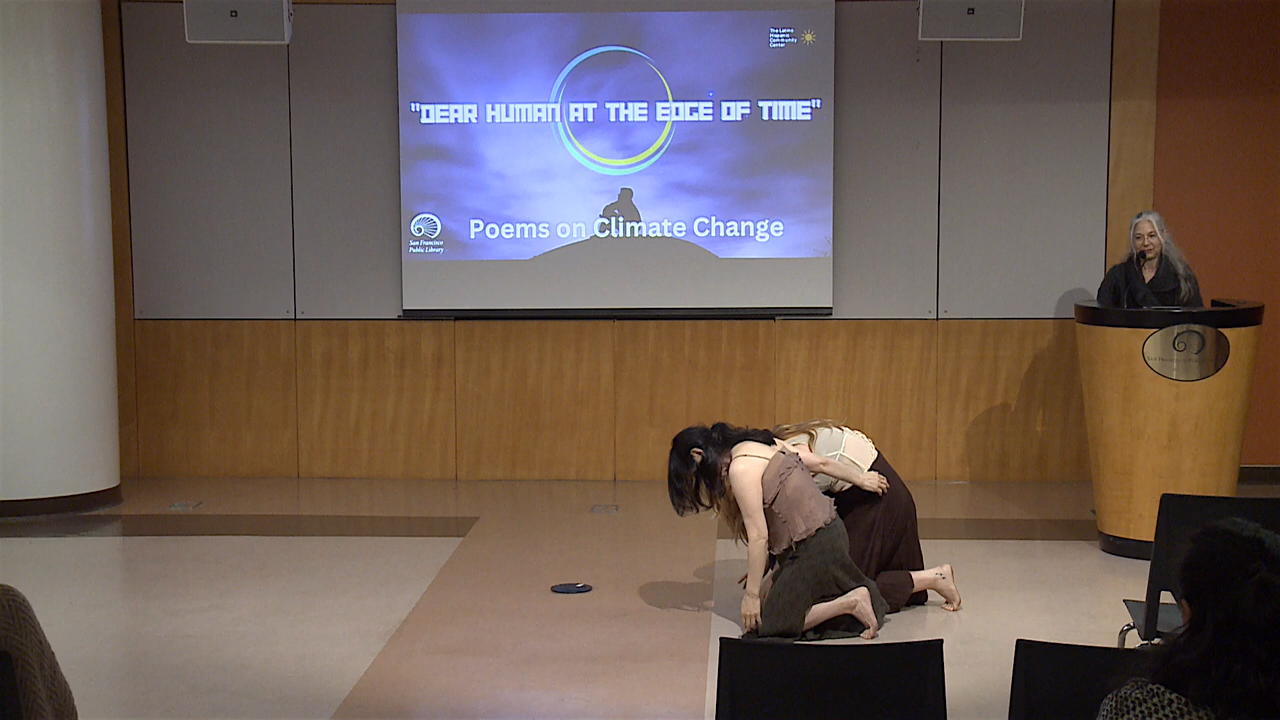 The Latino
Hispanic
Community
Center
"DEAR HUMAN AT THE EDGE OF TIME"
Poems on Climate Change
San Francisco
Public Library